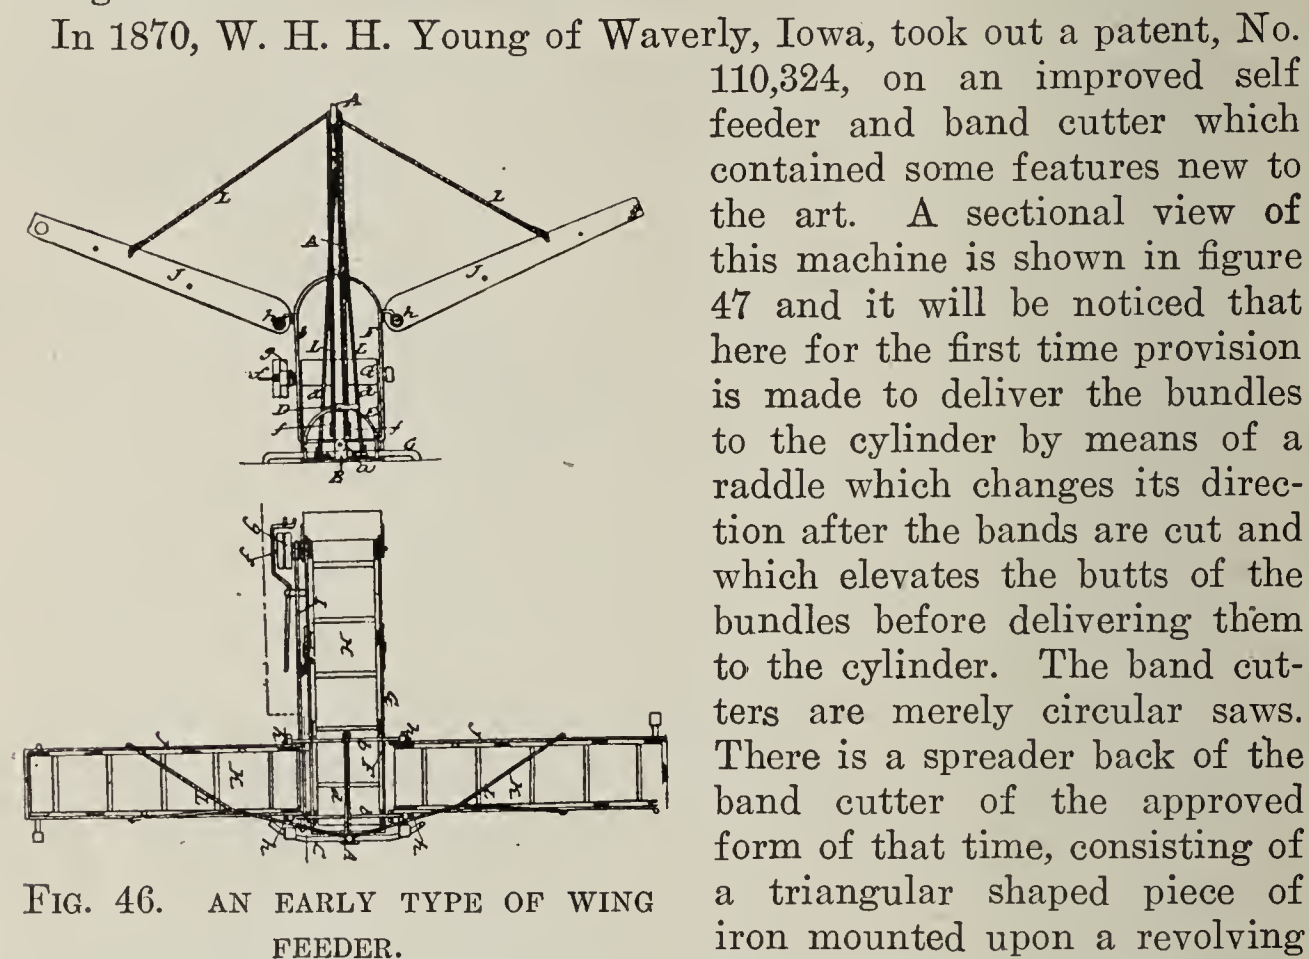 In 1870, W. H. H. Young of Waverly, Iowa, took out a patent, No.
110,324, on an improved self
feeder and band cutter which
contained some features new to
the art. A sectional view of
this machine is shown in figure
47 and it will be noticed that
here for the first time provision
is made to deliver the bundles
to the cylinder by means of a
raddle which changes its direc-
tion after the bands are cut and
which elevates the butts of the
bundles before delivering them
to the cylinder. The band cut-
ters are merely circular saws.
There is a spreader back of the
band cutter of the approved
form of that time, consisting of
a triangular shaped piece of
iron mounted upon a revolving
A
L
L
A
J
J
h
h
B
G
FIG. 46. AN EARLY TYPE OF WING
FEEDER.